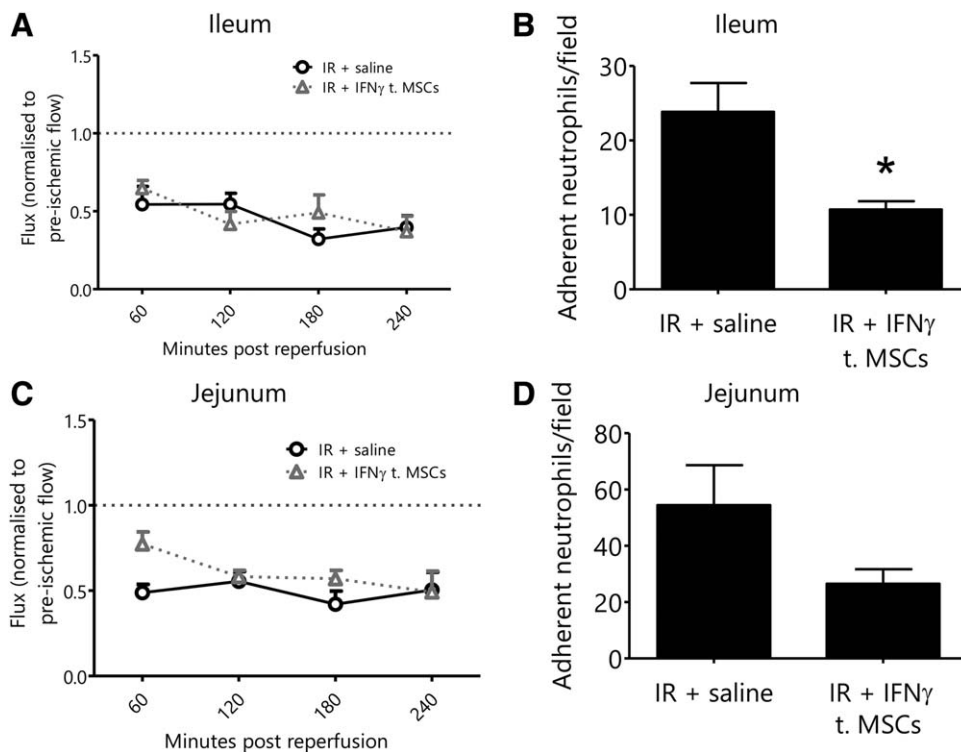 A
Ileum
Flux (normalised to
pre-ischemic flow)
1.5
1.0
0.5
0.0
IR + saline
IR + IFNγ t. MSCs
60
120
180
240
Minutes post reperfusion
B
Ileum
Adherent neutrophils/field
30
20
10
0
*
IR + saline
IR + IFNγ
t. MSCs
C
Jejunum
Flux (normalised to
pre-ischemic flow)
1.5
1.0
0.5
0.0
IR + saline
IR + IFNγ t. MSCs
60
120
180
240
Minutes post reperfusion
D
Jejunum
Adherent neutrophils/field
80
60
40
20
0
IR + saline
IR + IFNγ
t. MSCs